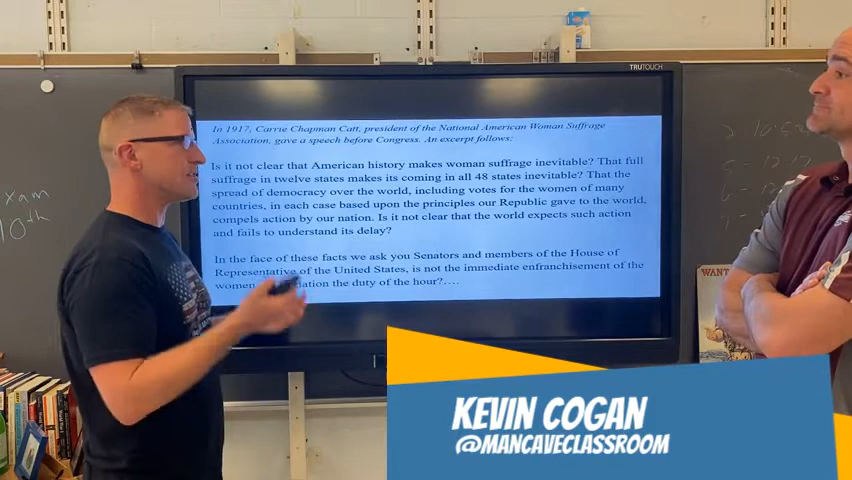 TRUTOUCH
In 1917, Carrie Chapman Catt, president of the National American Woman Suffrage
Association, gave a speech before Congress. An excerpt follows:
Is it not clear that American history makes woman suffrage inevitable? That full
suffrage in twelve states makes its coming in all 48 states inevitable? That the
spread of democracy over the world, including votes for the women of many
countries, in each case based upon the principles our Republic gave to the world,
compels action by our nation. Is it not clear that the world expects such action
and fails to understand its delay?
In the face of these facts we ask you Senators and members of the House of
Representative of the United States, is not the immediate enfranchisement of the
women duty of the hour?....
10th
WANT
KEVIN COGAN
@MANCAVECLASSROOM